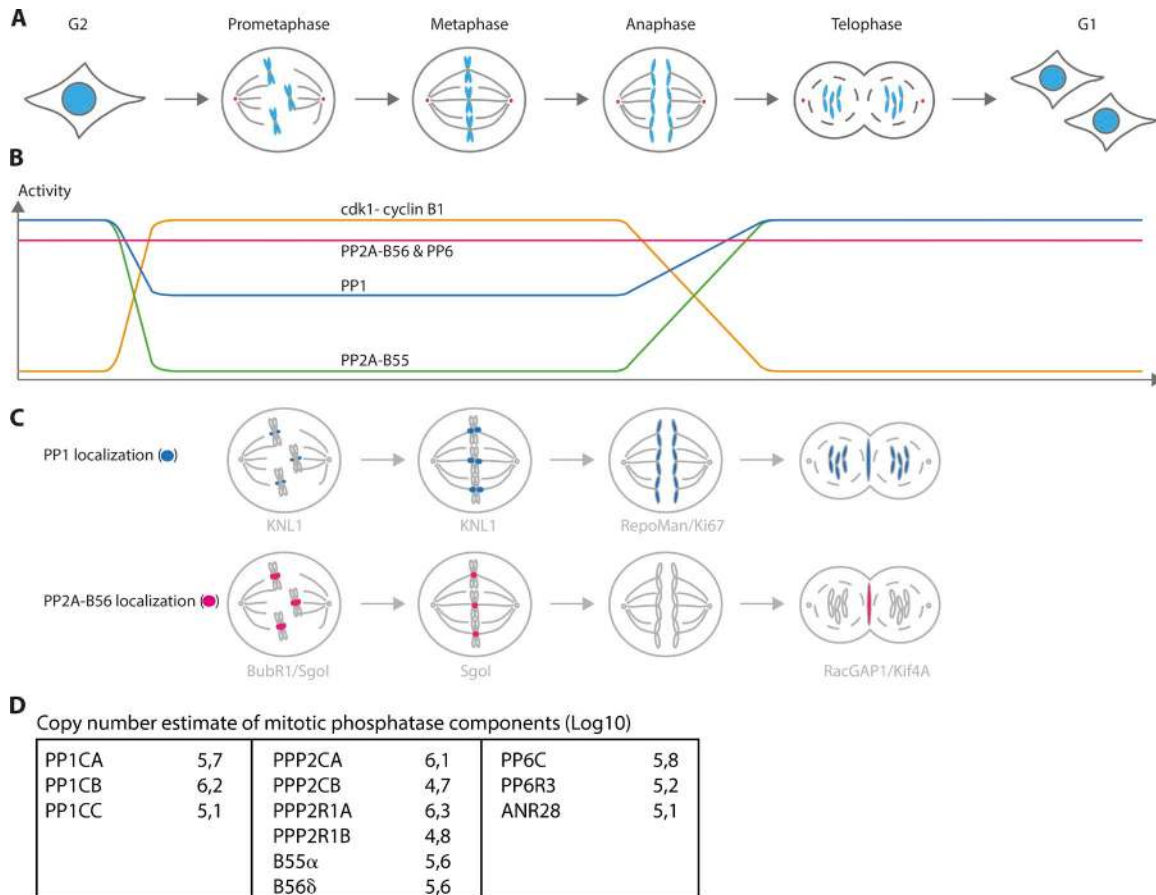 A
G2 Prometaphase Metaphase Anaphase Telophase G1
B
Activity
cdk1- cyclin B1
PP2A-B56 & PP6
PP1
PP2A-B55
C
PP1 localization ( )
KNL1 KNL1 RepoMan/Ki67
PP2A-B56 localization ( )
BubR1/SgoI SgoI RacGAP1/Kif4A
D
Copy number estimate of mitotic phosphatase components (Log10)
PP1CA 5,7 PPP2CA 6,1 PP6C 5,8
PP1CB 6,2 PPP2CB 4,7 PP6R3 5,2
PP1CC 5,1 PPP2R1A 6,3 ANR28 5,1
PPP2R1B 4,8
B55α 5,6
B56δ 5,6